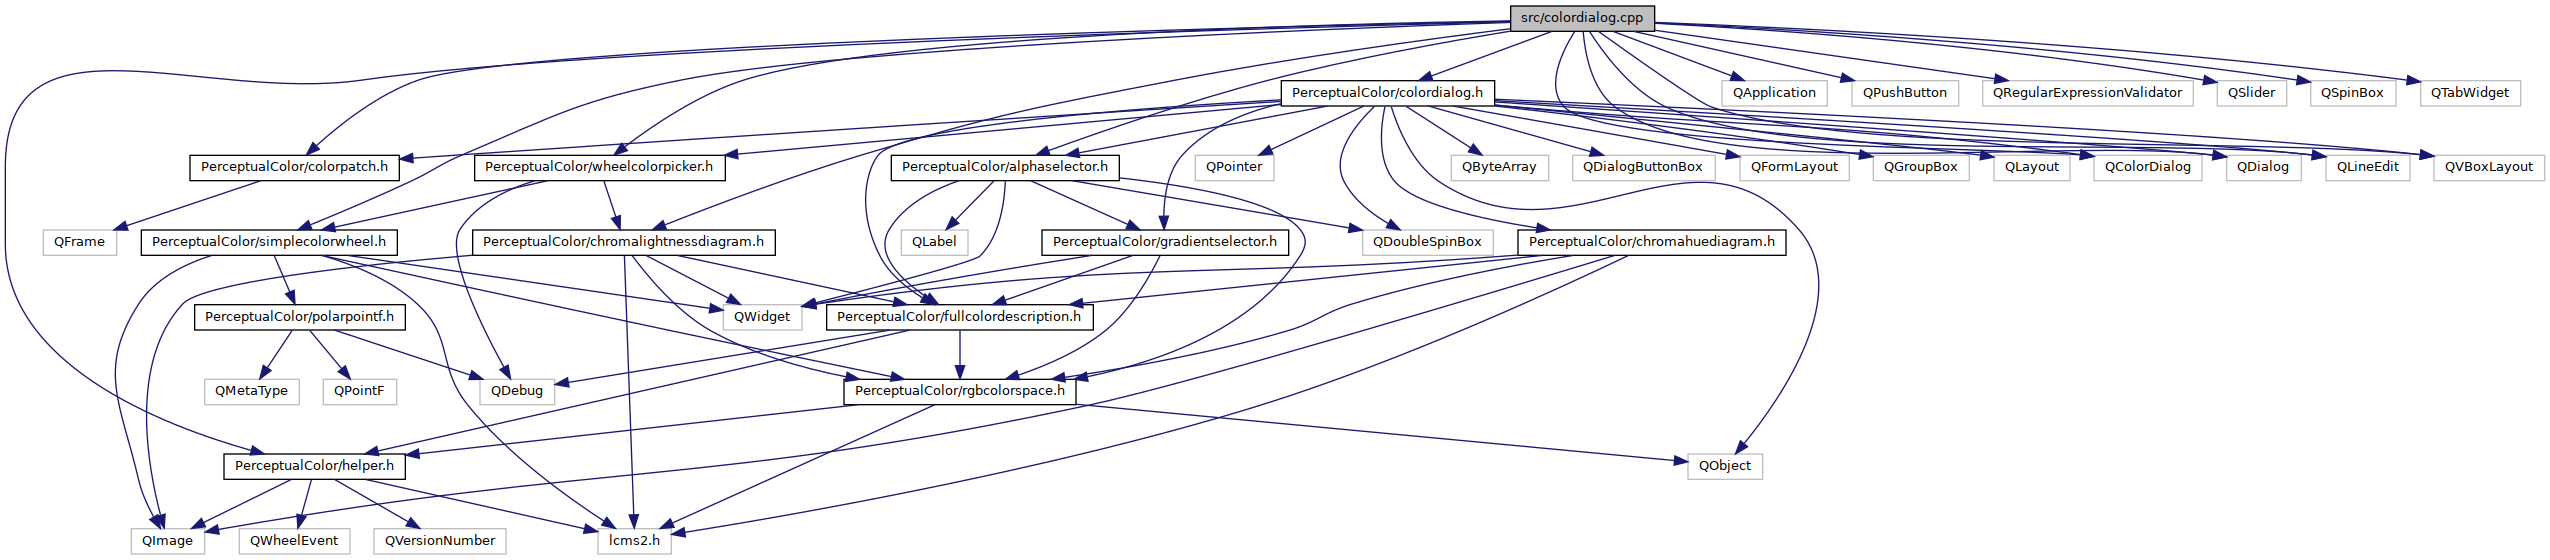 src/colordialog.cpp
PerceptualColor/colordialog.h
QApplication
QPushButton
QRegularExpressionValidator
QSlider
QSpinBox
QTabWidget
PerceptualColor/colorpatch.h
PerceptualColor/wheelcolorpicker.h
PerceptualColor/alphaselector.h
QPointer
QByteArray
QDialogButtonBox
QFormLayout
QGroupBox
QLayout
QColorDialog
QDialog
QLineEdit
QVBoxLayout
QFrame
PerceptualColor/simplecolorwheel.h
PerceptualColor/chromalightnessdiagram.h
QLabel
PerceptualColor/gradientselector.h
QDoubleSpinBox
PerceptualColor/chromahuediagram.h
PerceptualColor/polarpointf.h
QWidget
PerceptualColor/fullcolordescription.h
QMetaType
QPointF
QDebug
PerceptualColor/rgbcolorspace.h
PerceptualColor/helper.h
QObject
QImage
QWheelEvent
QVersionNumber
lcms2.h